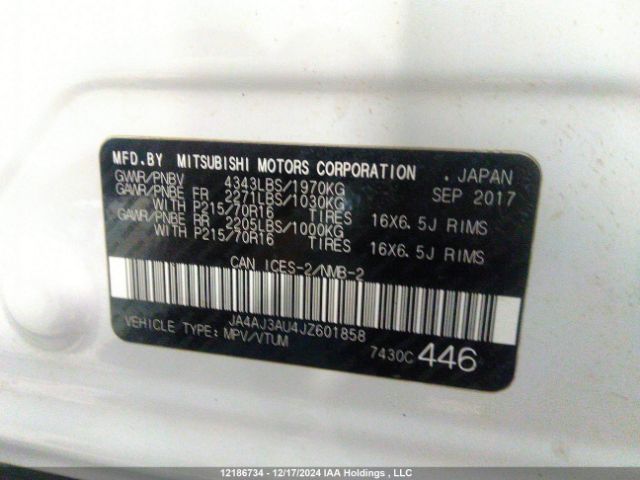 MFD. BY MITSUBISHI MOTORS CORPORATION . JAPAN
GVWR/PNBV 4343LBS/1970KG SEP 2017
GAWR/PNBE FR 2271LBS/1030KG
WITH P215/70R16 TIRES 16X6.5J RIMS
GAWR/PNBE RR 2205LBS/1000KG
WITH P215/70R16 TIRES 16X6.5J RIMS
CAN ICES-2/NMB-2
JA4AJ3AU4JZ601858
VEHICLE TYPE: MPV/VTUM 7430C 446
12186734 - 12/17/2024 IAA Holdings , LLC